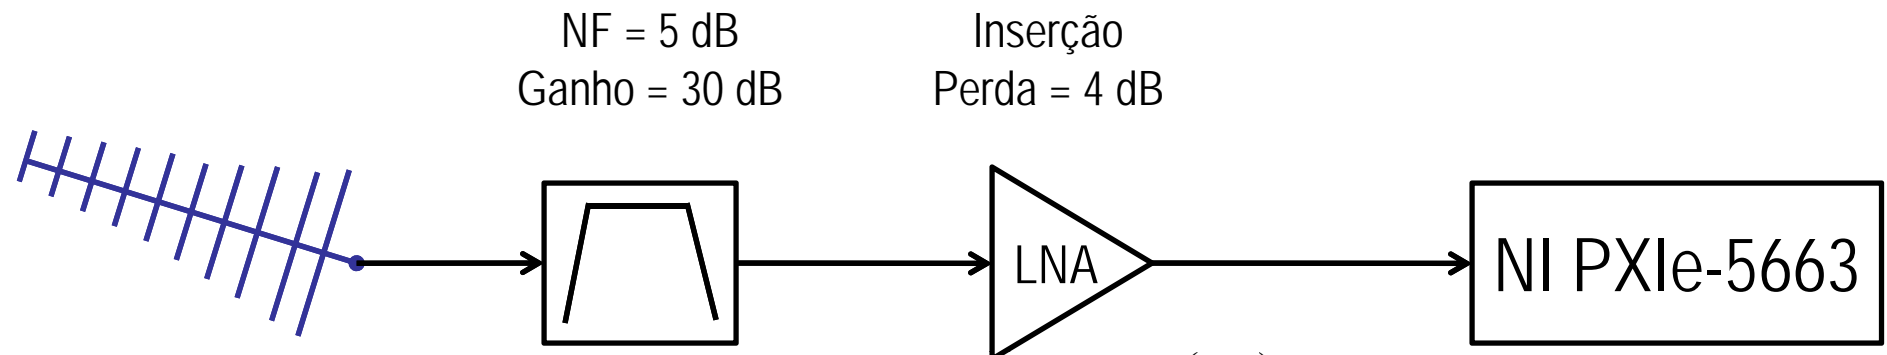 NF = 5 dB
Ganho = 30 dB
Inserção
Perda = 4 dB
LNA
NI PXIe-5663